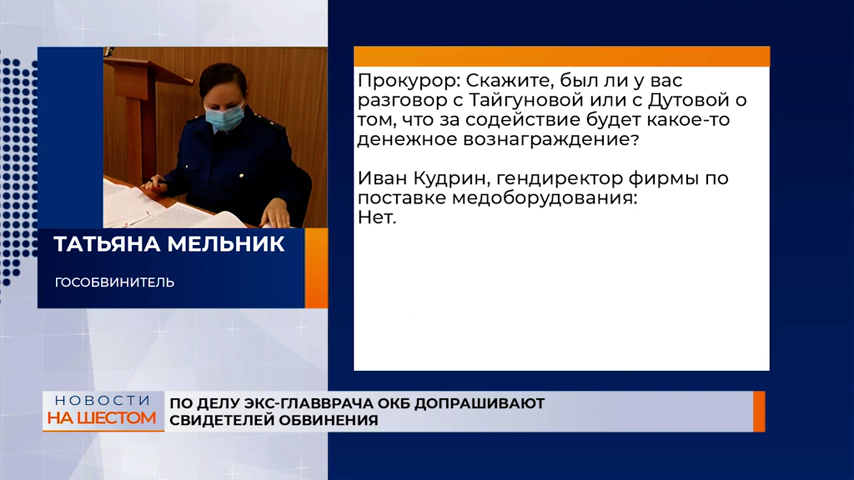 Прокурор: Скажите, был ли у вас
разговор с Тайгуновой или с Дутовой о
том, что за содействие будет какое-то
денежное вознаграждение?
Иван Кудрин, гендиректор фирмы по
поставке медоборудования:
Нет.
ТАТЬЯНА МЕЛЬНИК
ГОСОБВИНИТЕЛЬ
НОВОСТИ
НА ШЕСТОМ
ПО ДЕЛУ ЭКС-ГЛАВВРАЧА ОКБ ДОПРАШИВАЮТ
СВИДЕТЕЛЕЙ ОБВИНЕНИЯ